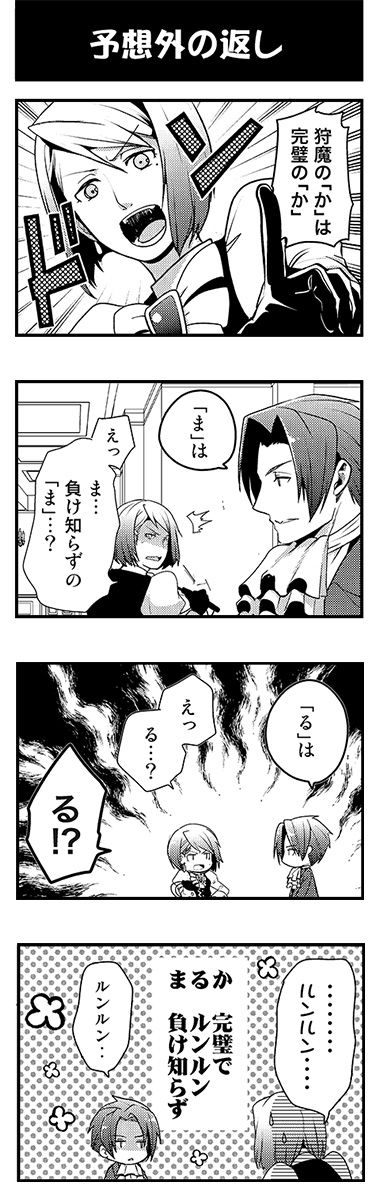 予想外の返し
狩魔の「か」は
完璧の「か」
ドン
「ま」は
えっ
ま…
負け知らずの
「ま」…？
「る」は
えっ
る…？
る!?
………
ルンルン…
か 完璧で
る ルンルン
ま 負け知らず
ルンルン‥